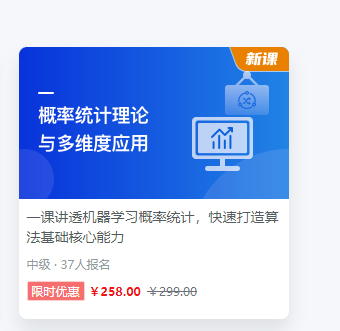 新课
概率统计理论
与多维度应用
一课讲透机器学习概率统计，快速打造算
法基础核心能力
中级 · 37人报名
限时优惠 ￥258.00 ￥299.00